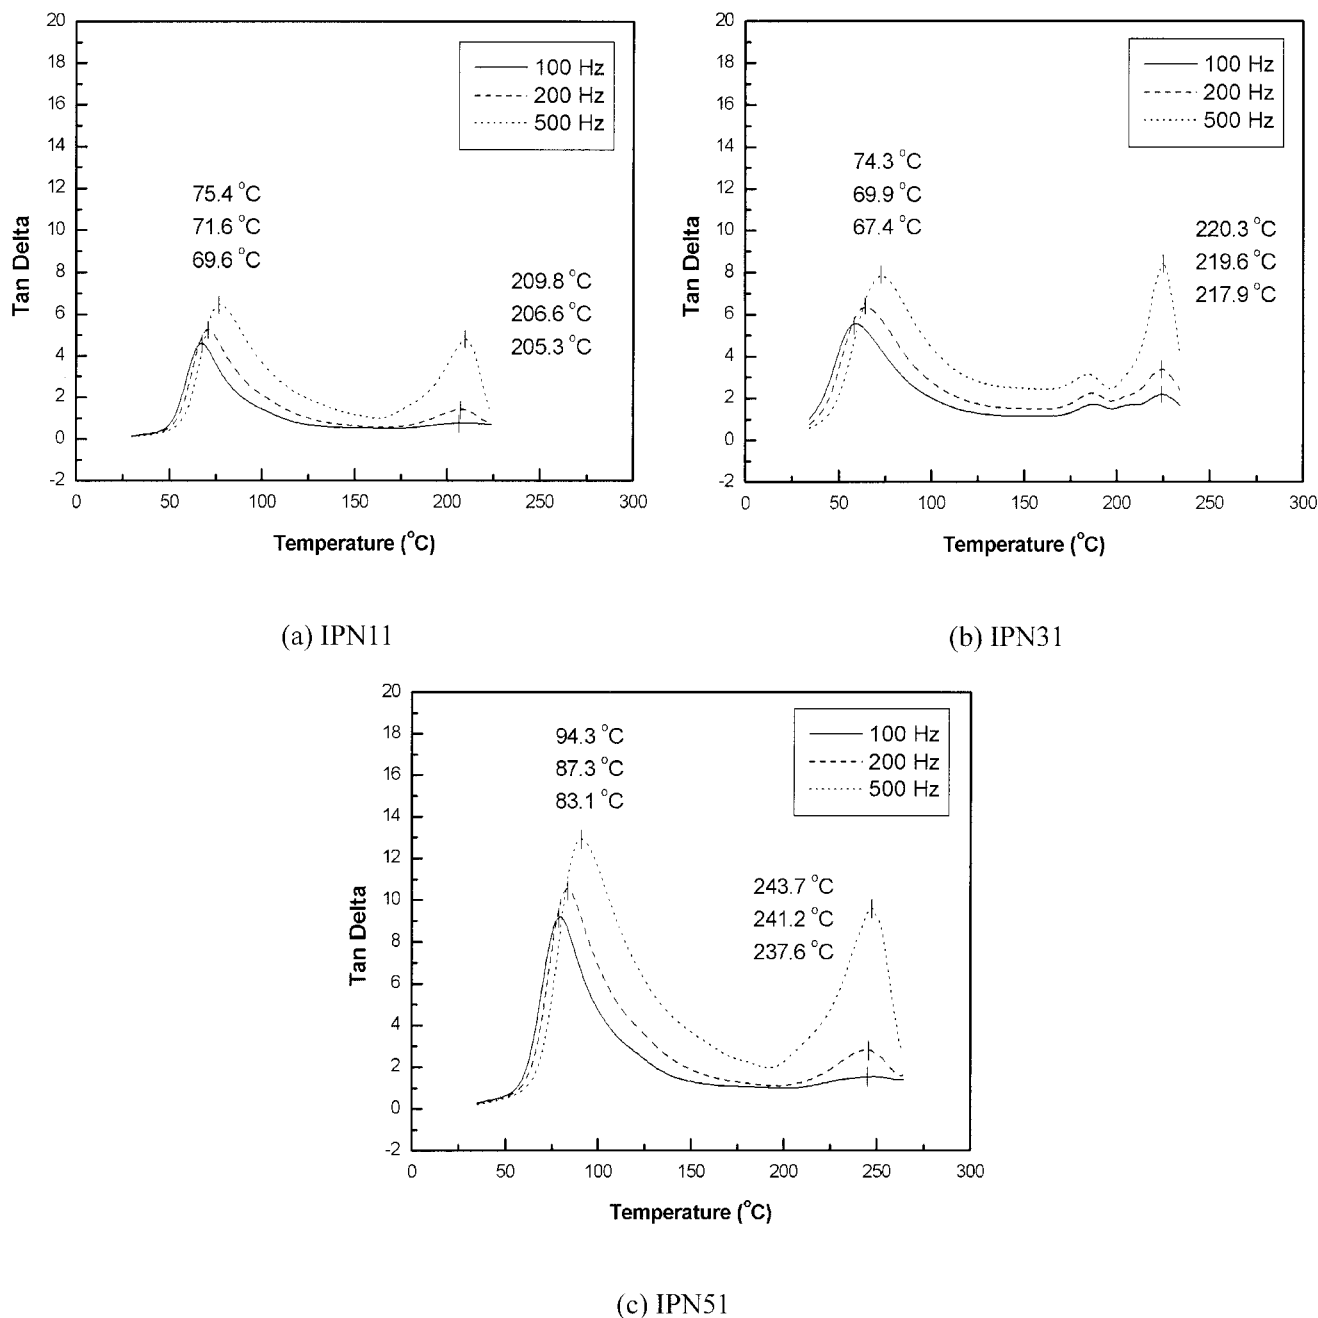 20
18
16
14
12
10
8
6
4
2
0
-2
Tan Delta
100 Hz
200 Hz
500 Hz
75.4 °C
71.6 °C
69.6 °C
209.8 °C
206.6 °C
205.3 °C
0 50 100 150 200 250 300
Temperature (°C)
(a) IPN11
20
18
16
14
12
10
8
6
4
2
0
-2
Tan Delta
100 Hz
200 Hz
500 Hz
74.3 °C
69.9 °C
67.4 °C
220.3 °C
219.6 °C
217.9 °C
0 50 100 150 200 250 300
Temperature (°C)
(b) IPN31
20
18
16
14
12
10
8
6
4
2
0
-2
Tan Delta
100 Hz
200 Hz
500 Hz
94.3 °C
87.3 °C
83.1 °C
243.7 °C
241.2 °C
237.6 °C
0 50 100 150 200 250 300
Temperature (°C)
(c) IPN51